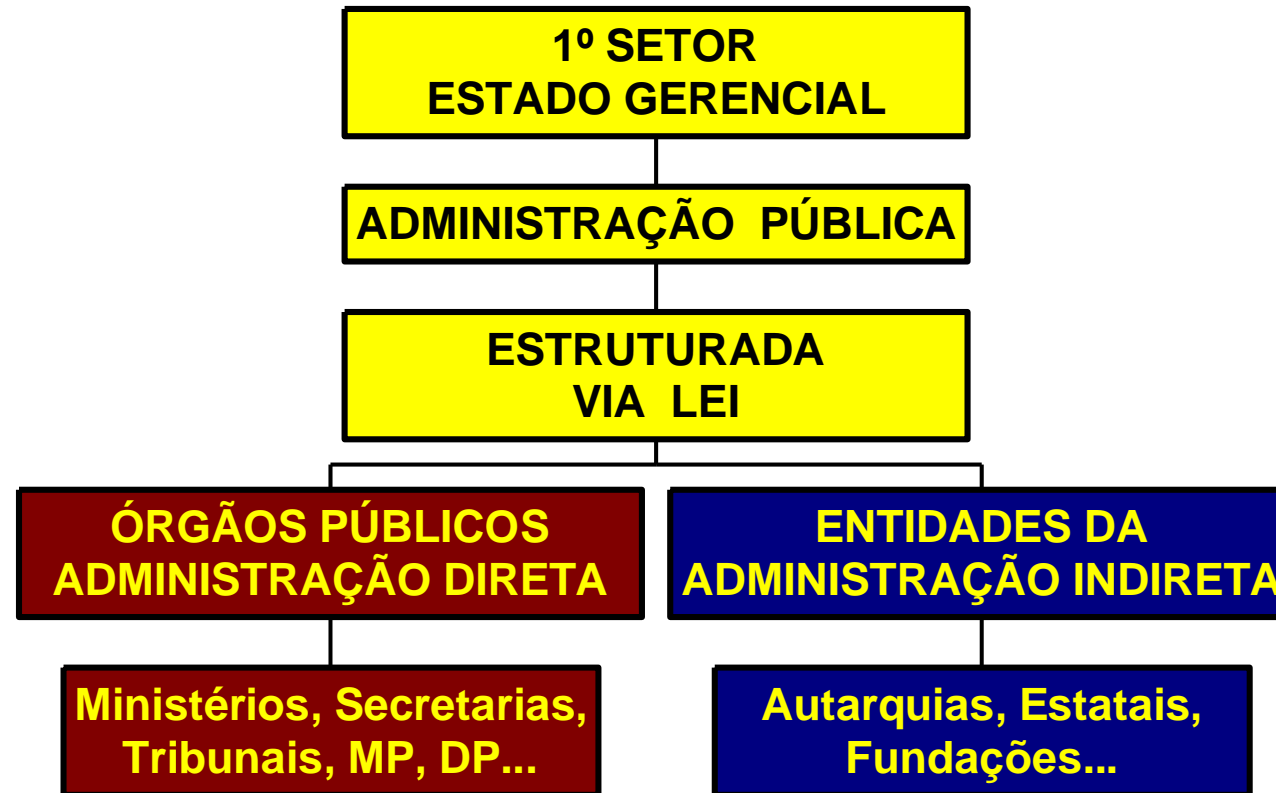 1º SETOR
ESTADO GERENCIAL
ADMINISTRAÇÃO PÚBLICA
ESTRUTURADA
VIA LEI
ÓRGÃOS PÚBLICOS
ADMINISTRAÇÃO DIRETA
ENTIDADES DA
ADMINISTRAÇÃO INDIRETA
Ministérios, Secretarias,
Tribunais, MP, DP...
Autarquias, Estatais,
Fundações...